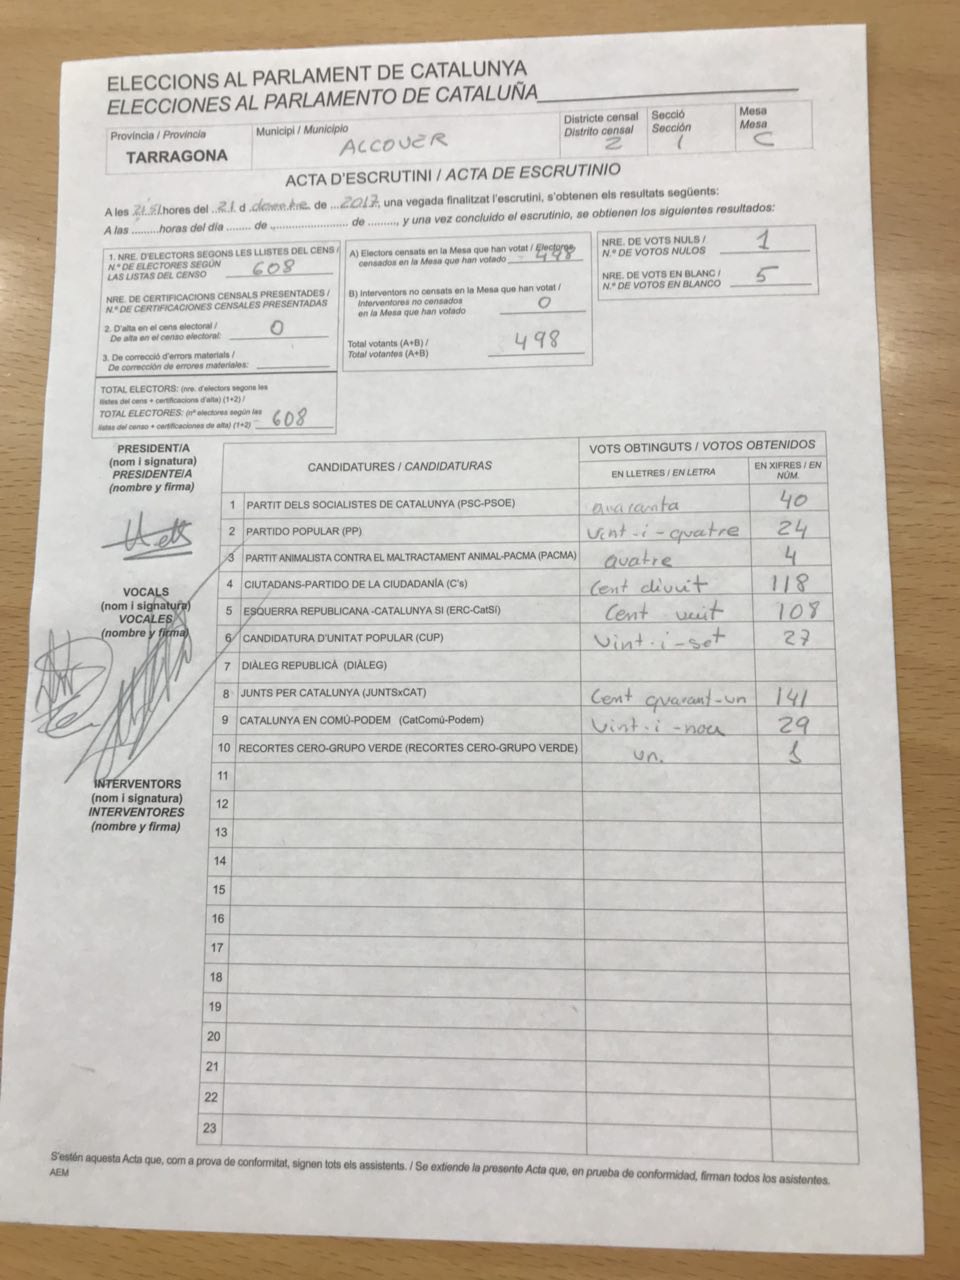 ELECCIONS AL PARLAMENT DE CATALUNYA
ELECCIONES AL PARLAMENTO DE CATALUÑA
Provincia / Provincia
TARRAGONA
Municipi / Municipio
ALCOVER
Districte censal
Distrito censal
2
Secció
Sección
1
Mesa
Mesa
C
ACTA D'ESCRUTINI / ACTA DE ESCRUTINIO
A les hores del 21 d desembre de ...2017, una vegada finalitzat l'escrutini, s'obtenen els resultats següents:
A las .........horas del día ....... de .................. de ........., y una vez concluido el escrutinio, se obtienen los siguientes resultados:
1. NRE. D'ELECTORS SEGONS LES LLISTES DEL CENS /
N.º DE ELECTORES SEGÚN
LAS LISTAS DEL CENSO 608
NRE. DE CERTIFICACIONS CENSALS PRESENTADES /
N.º DE CERTIFICACIONES CENSALES PRESENTADAS
2. D'alta en el cens electoral /
De alta en el censo electoral: 0
3. De correcció d'errors materials /
De corrección de errores materiales:
TOTAL ELECTORS: (nre. d'electors segons les
llistes del cens + certificacions d'alta) (1+2) /
TOTAL ELECTORES: (nº electores según las
listas del censo + certificaciones de alta) (1+2) 608
A) Electors censats en la Mesa que han votat / Electores
censados en la Mesa que han votado 498
B) Interventors no censats en la Mesa que han votat /
Interventores no censados
en la Mesa que han votado 0
Total votants (A+B) /
Total votantes (A+B) 498
NRE. DE VOTS NULS /
N.º DE VOTOS NULOS 1
NRE. DE VOTS EN BLANC /
N.º DE VOTOS EN BLANCO 5
PRESIDENT/A
(nom i signatura)
PRESIDENTE/A
(nombre y firma)
VOCALS
(nom i signatura)
VOCALES
(nombre y firma)
INTERVENTORS
(nom i signatura)
INTERVENTORES
(nombre y firma)
CANDIDATURES / CANDIDATURAS
VOTS OBTINGUTS / VOTOS OBTENIDOS
EN LLETRES / EN LETRA
EN XIFRES / EN
NÚM.
1 PARTIT DELS SOCIALISTES DE CATALUNYA (PSC-PSOE) quaranta 40
2 PARTIDO POPULAR (PP) vint-i-quatre 24
3 PARTIT ANIMALISTA CONTRA EL MALTRACTAMENT ANIMAL-PACMA (PACMA) quatre 4
4 CIUTADANS-PARTIDO DE LA CIUDADANÍA (C's) cent divuit 118
5 ESQUERRA REPUBLICANA -CATALUNYA SI (ERC-CatSí) cent vuit 108
6 CANDIDATURA D'UNITAT POPULAR (CUP) vint-i-set 27
7 DIÀLEG REPUBLICÀ (DIÀLEG)
8 JUNTS PER CATALUNYA (JUNTSxCAT) cent quarant-un 141
9 CATALUNYA EN COMÚ-PODEM (CatComú-Podem) vint-i-nou 29
10 RECORTES CERO-GRUPO VERDE (RECORTES CERO-GRUPO VERDE) un. 1
11
12
13
14
15
16
17
18
19
20
21
22
23
S'estén aquesta Acta que, com a prova de conformitat, signen tots els assistents. / Se extiende la presente Acta que, en prueba de conformidad, firman todos los asistentes.
AEM